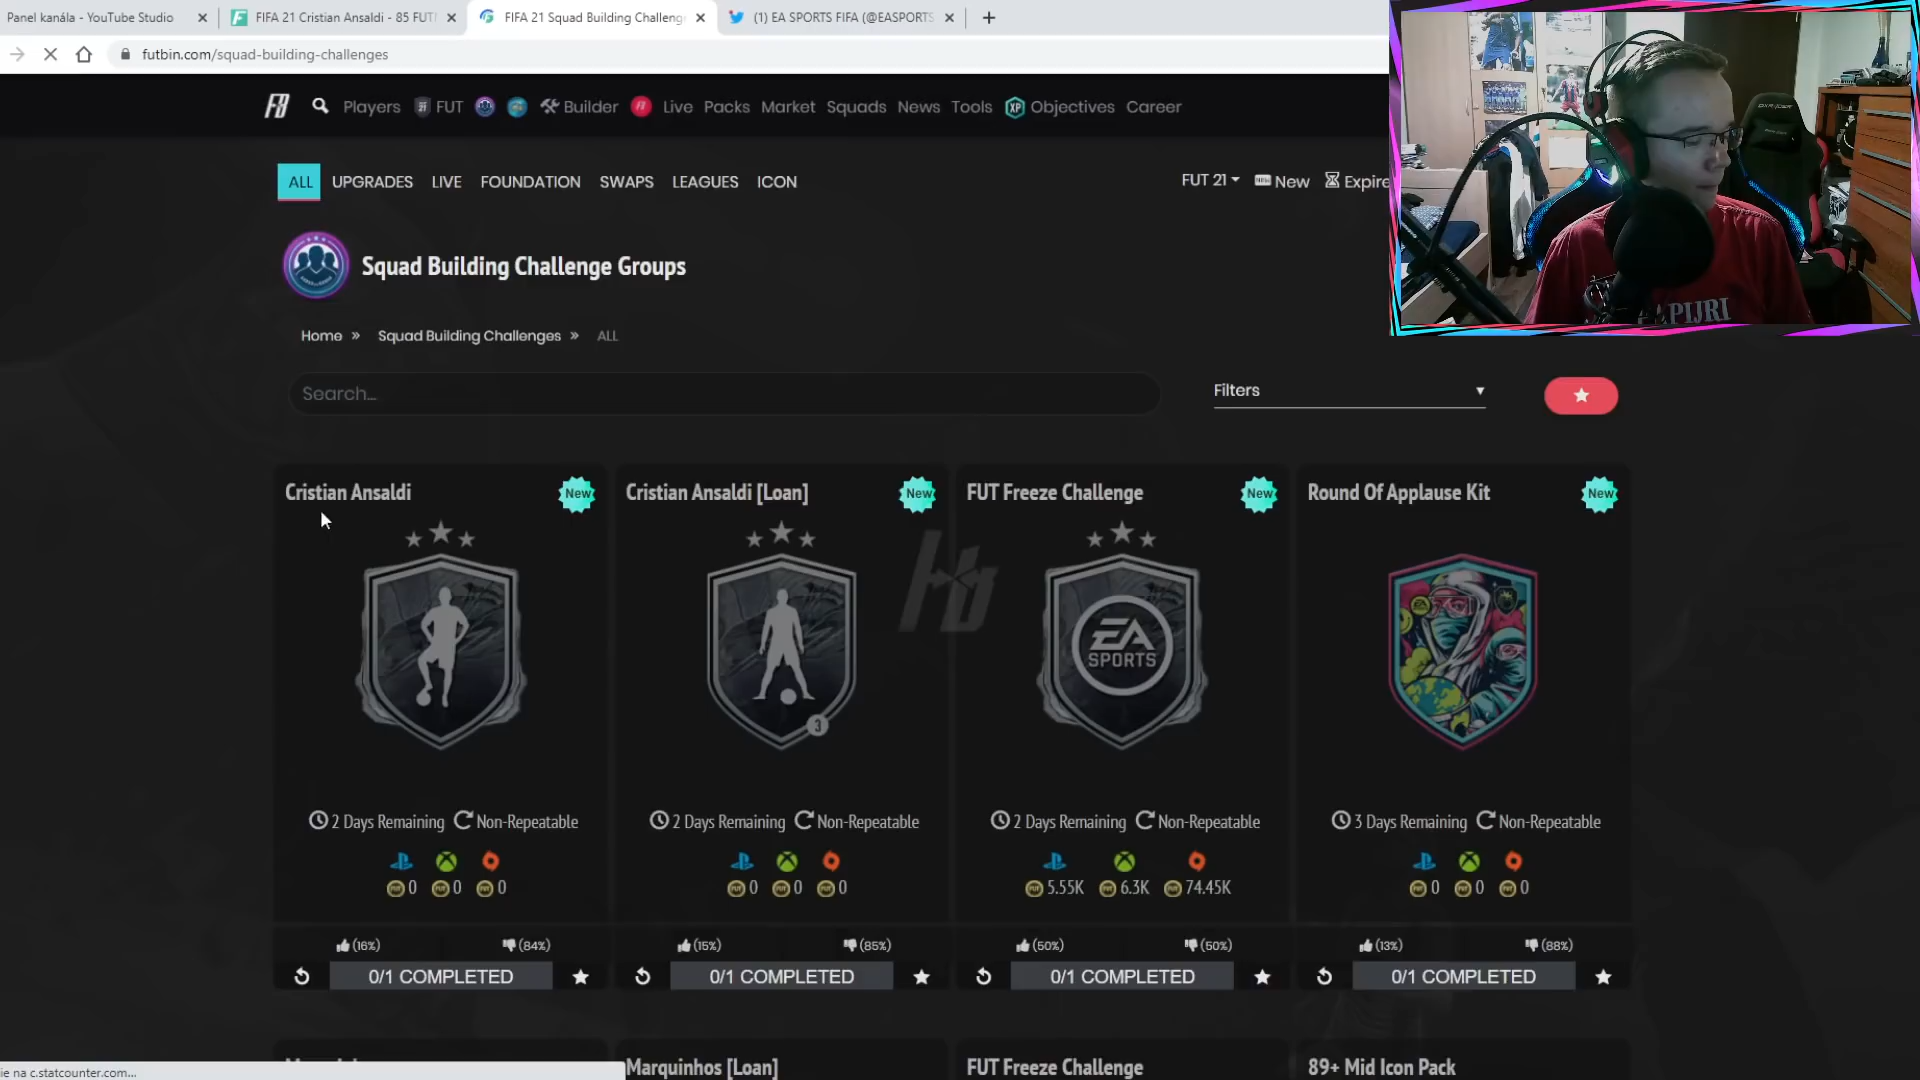 Panel kanála - YouTube Studio
FIFA 21 Cristian Ansaldi - 85 FUT
FIFA 21 Squad Building Challeng
(1) EA SPORTS FIFA (@EASPORTS
futbin.com/squad-building-challenges
Players FUT Builder Live Packs Market Squads News Tools XP Objectives Career
ALL UPGRADES LIVE FOUNDATION SWAPS LEAGUES ICON
FUT 21 New Expire
Squad Building Challenge Groups
Home » Squad Building Challenges » ALL
Search...
Filters
Cristian Ansaldi New
Cristian Ansaldi [Loan] New
FUT Freeze Challenge New
Round Of Applause Kit New
3
EA SPORTS
2 Days Remaining Non-Repeatable
2 Days Remaining Non-Repeatable
2 Days Remaining Non-Repeatable
3 Days Remaining Non-Repeatable
0 0 0
0 0 0
5.55K 6.3K 74.45K
0 0 0
(16%) (84%)
(15%) (85%)
(50%) (50%)
(13%) (88%)
0/1 COMPLETED
0/1 COMPLETED
0/1 COMPLETED
0/1 COMPLETED
Marquinhos [Loan]
FUT Freeze Challenge
89+ Mid Icon Pack
ie na c.statcounter.com...